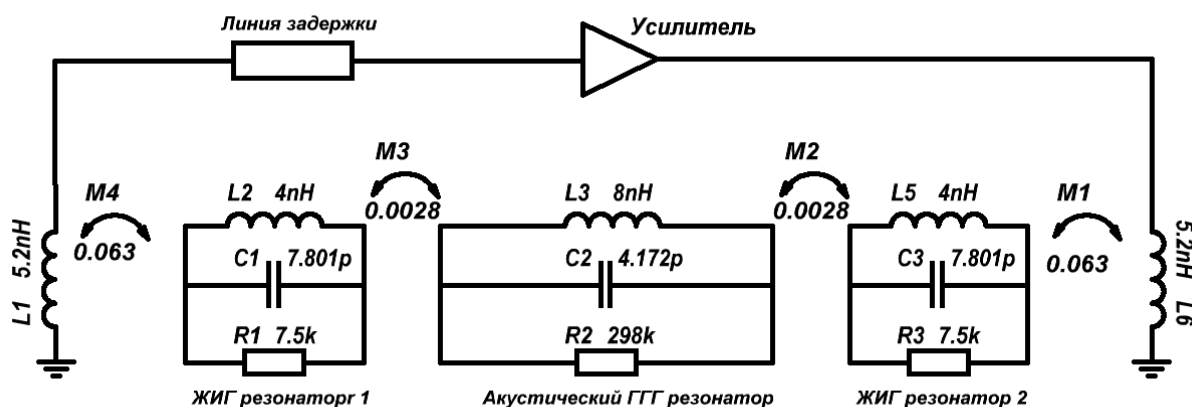 Линия задержки
Усилитель
M4
0.063
L2 4nH
C1 7.801p
R1 7.5k
ЖИГ резонаторr 1
M3
0.0028
L3 8nH
C2 4.172p
R2 298k
Акустический ГГГ резонатор
M2
0.0028
L5 4nH
C3 7.801p
R3 7.5k
ЖИГ резонатор 2
M1
0.063
L1 5.2nH
5.2nH L6